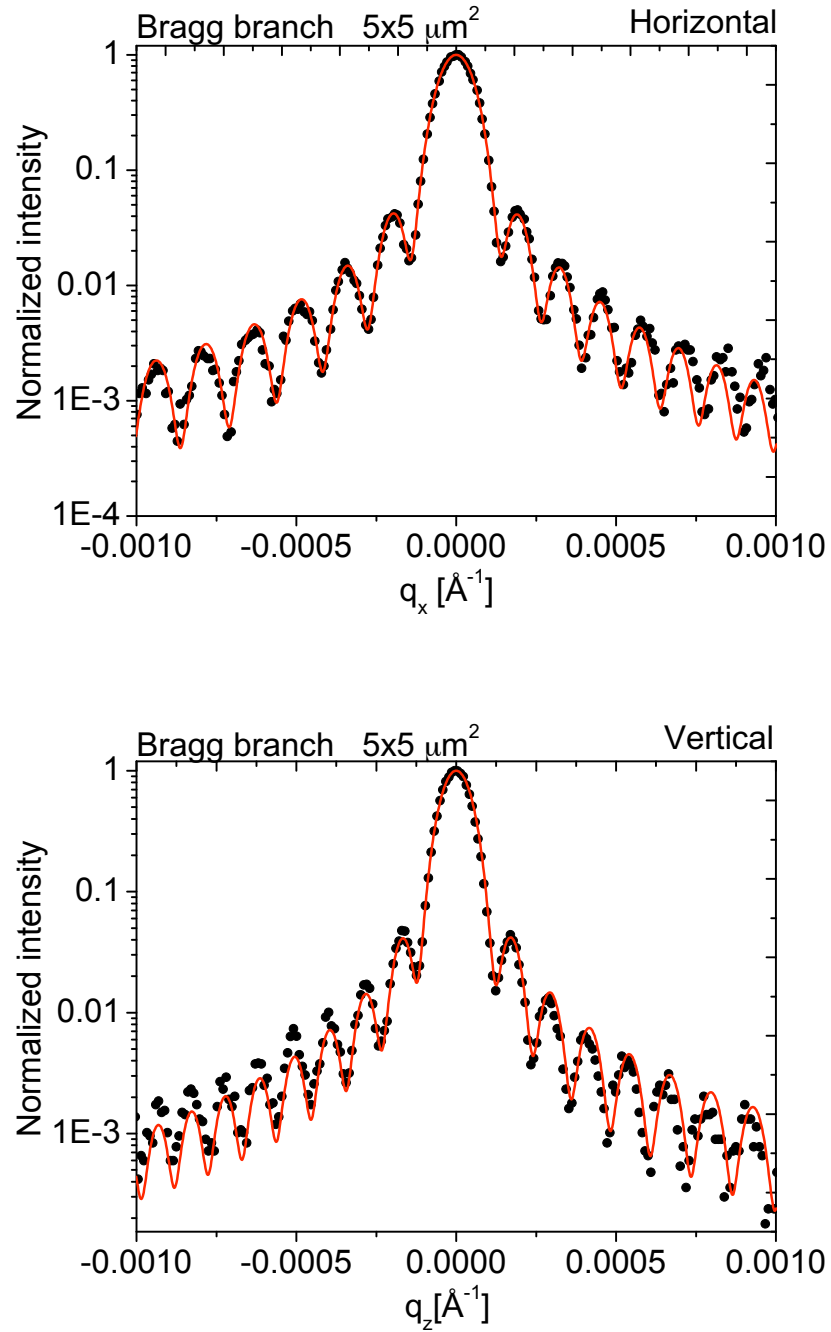 Bragg branch 5x5 μm² Horizontal
1
0.1
0.01
1E-3
1E-4
Normalized intensity
-0.0010 -0.0005 0.0000 0.0005 0.0010
qₓ [Å⁻¹]
Bragg branch 5x5 μm² Vertical
1
0.1
0.01
1E-3
Normalized intensity
-0.0010 -0.0005 0.0000 0.0005 0.0010
q_z[Å⁻¹]